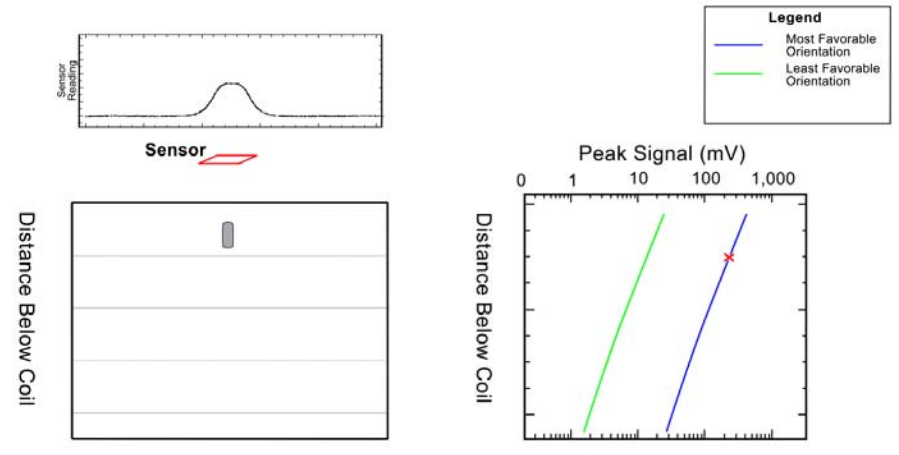 Legend
Most Favorable
Orientation
Least Favorable
Orientation
Sensor
Reading
Sensor
Peak Signal (mV)
0 1 10 100 1,000
Distance Below Coil
Distance Below Coil